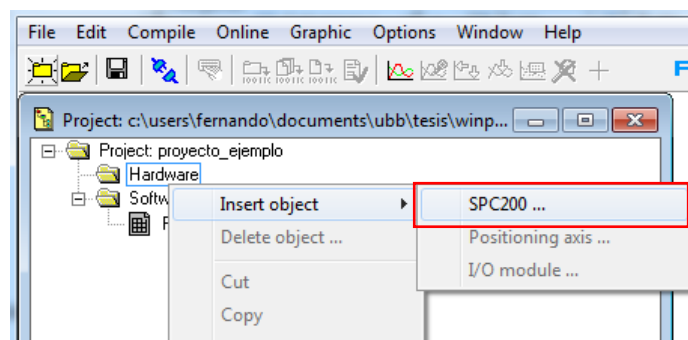 File Edit Compile Online Graphic Options Window Help
Project: c:\users\fernando\documents\ubb\tesis\winp...
Project: proyecto_ejemplo
Hardware
Softw
Insert object
SPC200 ...
Delete object ...
Positioning axis ...
I/O module ...
Cut
Copy